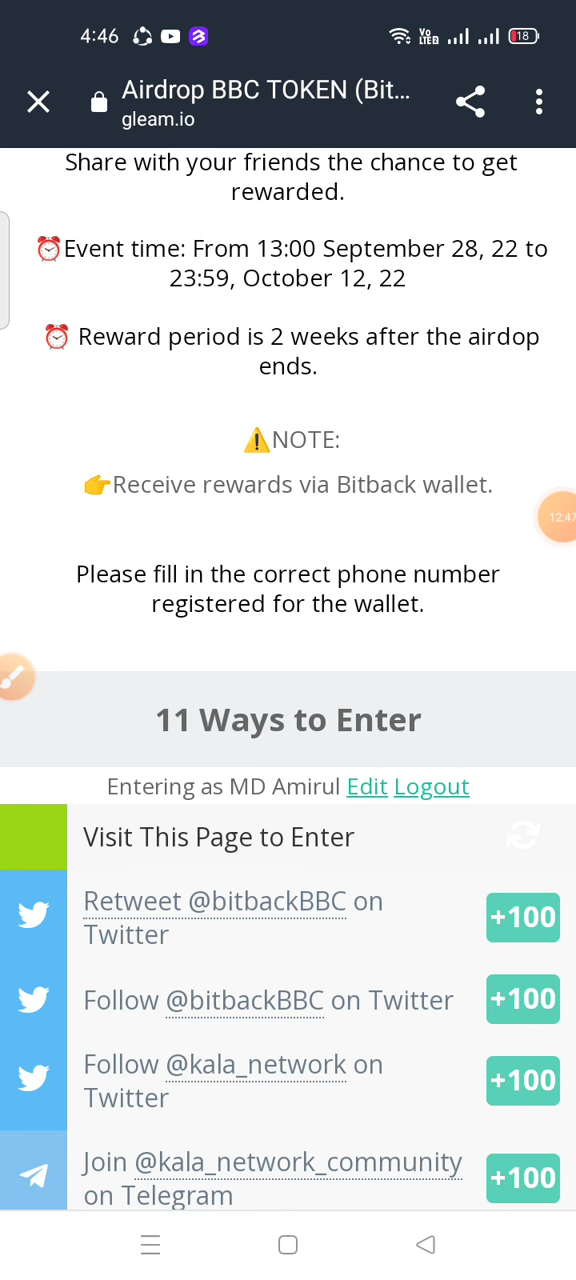 4:46
Vo
LTE2
18
Airdrop BBC TOKEN (Bit...
gleam.io
Share with your friends the chance to get
rewarded.
⏰Event time: From 13:00 September 28, 22 to
23:59, October 12, 22
⏰ Reward period is 2 weeks after the airdop
ends.
⚠️NOTE:
👉Receive rewards via Bitback wallet.
12:47
Please fill in the correct phone number
registered for the wallet.
11 Ways to Enter
Entering as MD Amirul Edit Logout
Visit This Page to Enter
Retweet @bitbackBBC on
Twitter
+100
Follow @bitbackBBC on Twitter
+100
Follow @kala_network on
Twitter
+100
Join @kala_network_community
on Telegram
+100